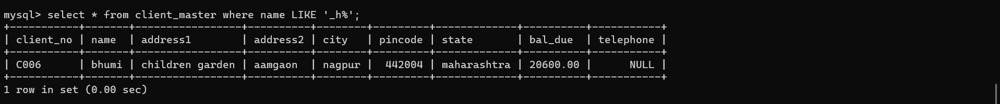 mysql> select * from client_master where name LIKE '_h%';
+-----------+-------+-----------------+----------+--------+---------+-------------+----------+-----------+
| client_no | name  | address1        | address2 | city   | pincode | state       | bal_due  | telephone |
+-----------+-------+-----------------+----------+--------+---------+-------------+----------+-----------+
| C006      | bhumi | children garden | aamgaon  | nagpur |  442004 | maharashtra | 20600.00 |      NULL |
+-----------+-------+-----------------+----------+--------+---------+-------------+----------+-----------+
1 row in set (0.00 sec)